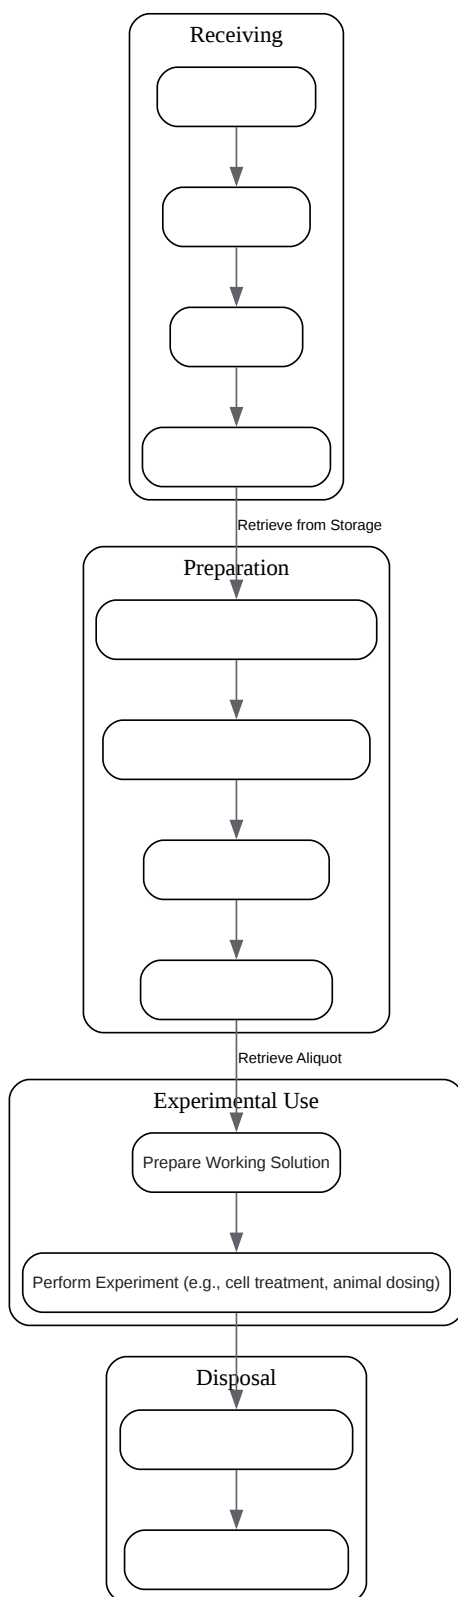 Receiving
Retrieve from Storage
Preparation
Retrieve Aliquot
Experimental Use
Prepare Working Solution
Perform Experiment (e.g., cell treatment, animal dosing)
Disposal